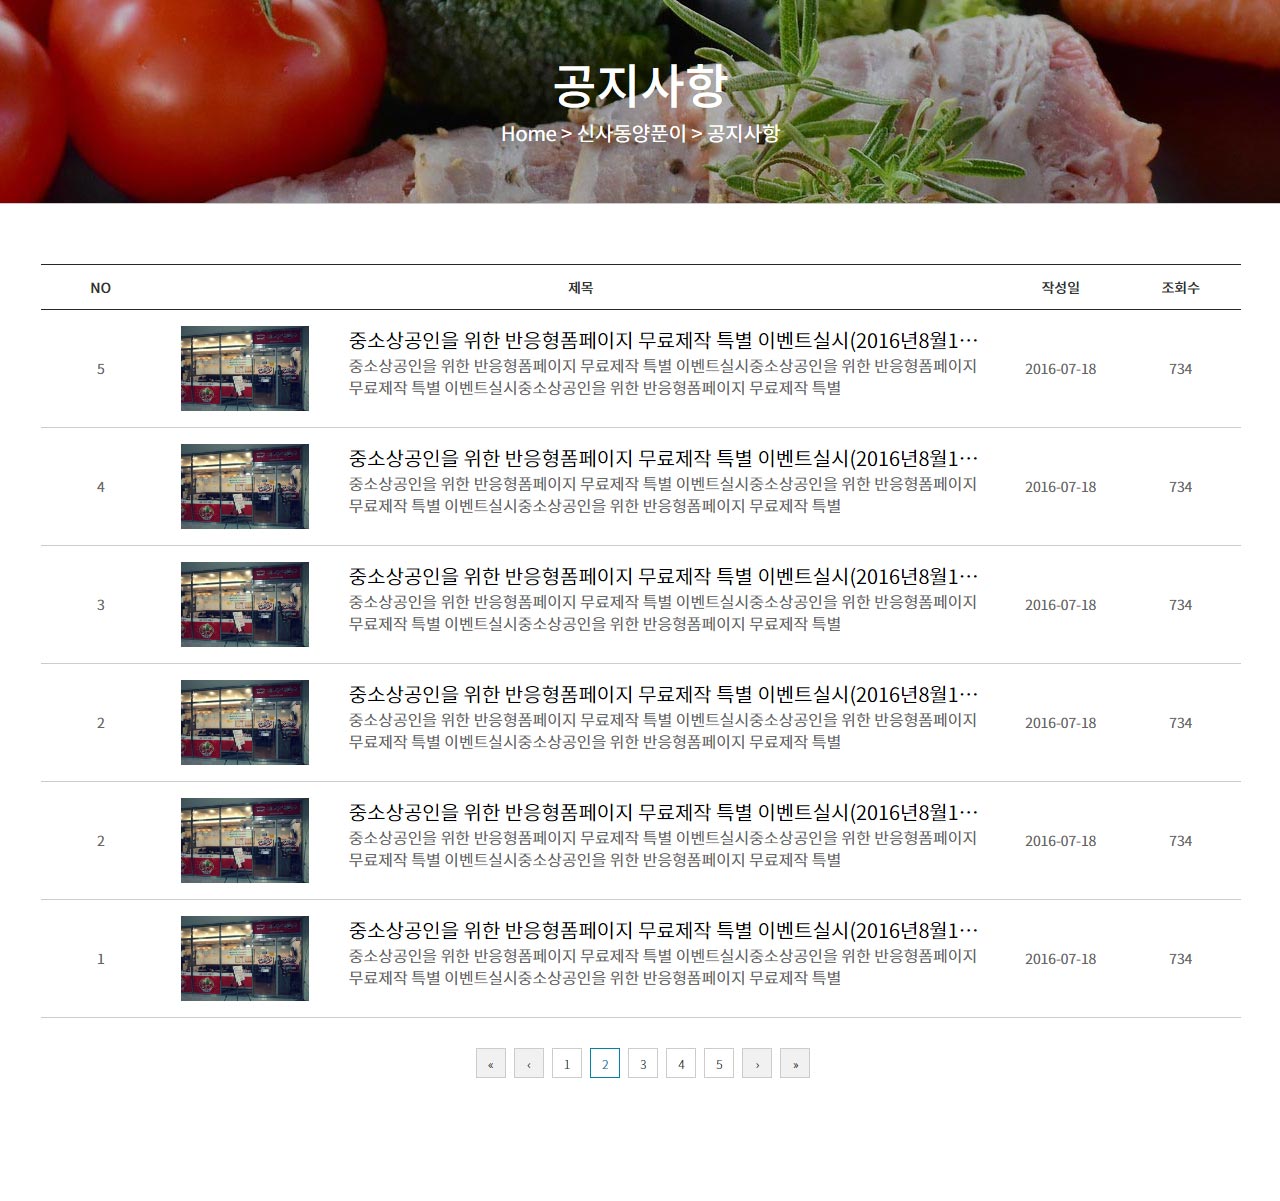 공지사항
Home > 신사동양푼이 > 공지사항
NO 제목 작성일 조회수
중소상공인을 위한 반응형폼페이지 무료제작 특별 이벤트실시(2016년8월1…
5 중소상공인을 위한 반응형폼페이지 무료제작 특별 이벤트실시중소상공인을 위한 반응형폼페이지 2016-07-18 734
무료제작 특별 이벤트실시중소상공인을 위한 반응형폼페이지 무료제작 특별
중소상공인을 위한 반응형폼페이지 무료제작 특별 이벤트실시(2016년8월1…
4 중소상공인을 위한 반응형폼페이지 무료제작 특별 이벤트실시중소상공인을 위한 반응형폼페이지 2016-07-18 734
무료제작 특별 이벤트실시중소상공인을 위한 반응형폼페이지 무료제작 특별
중소상공인을 위한 반응형폼페이지 무료제작 특별 이벤트실시(2016년8월1…
3 중소상공인을 위한 반응형폼페이지 무료제작 특별 이벤트실시중소상공인을 위한 반응형폼페이지 2016-07-18 734
무료제작 특별 이벤트실시중소상공인을 위한 반응형폼페이지 무료제작 특별
중소상공인을 위한 반응형폼페이지 무료제작 특별 이벤트실시(2016년8월1…
2 중소상공인을 위한 반응형폼페이지 무료제작 특별 이벤트실시중소상공인을 위한 반응형폼페이지 2016-07-18 734
무료제작 특별 이벤트실시중소상공인을 위한 반응형폼페이지 무료제작 특별
중소상공인을 위한 반응형폼페이지 무료제작 특별 이벤트실시(2016년8월1…
2 중소상공인을 위한 반응형폼페이지 무료제작 특별 이벤트실시중소상공인을 위한 반응형폼페이지 2016-07-18 734
무료제작 특별 이벤트실시중소상공인을 위한 반응형폼페이지 무료제작 특별
중소상공인을 위한 반응형폼페이지 무료제작 특별 이벤트실시(2016년8월1…
1 중소상공인을 위한 반응형폼페이지 무료제작 특별 이벤트실시중소상공인을 위한 반응형폼페이지 2016-07-18 734
무료제작 특별 이벤트실시중소상공인을 위한 반응형폼페이지 무료제작 특별
« ‹ 1 2 3 4 5 › »